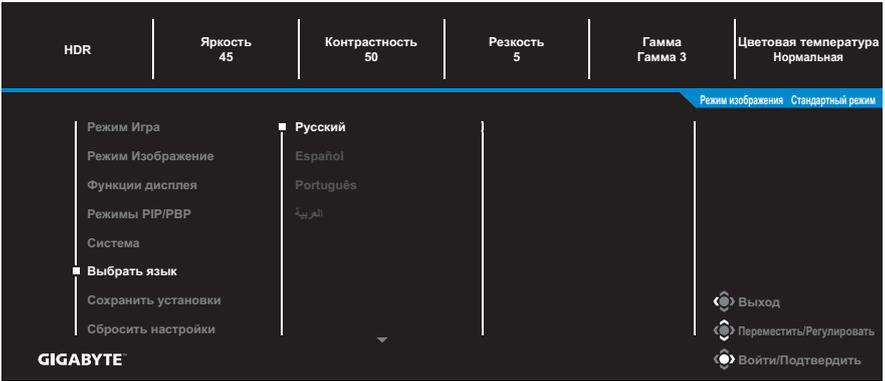 HDR
Яркость
45
Контрастность
50
Резкость
5
Гамма
Гамма 3
Цветовая температура
Нормальная
Режим изображения Стандартный режим
Режим Игра
Режим Изображение
Функции дисплея
Режимы PIP/PBP
Система
Выбрать язык
Сохранить установки
Сбросить настройки
Русский
Español
Português
العربية
Выход
Переместить/Регулировать
Войти/Подтвердить
GIGABYTE™